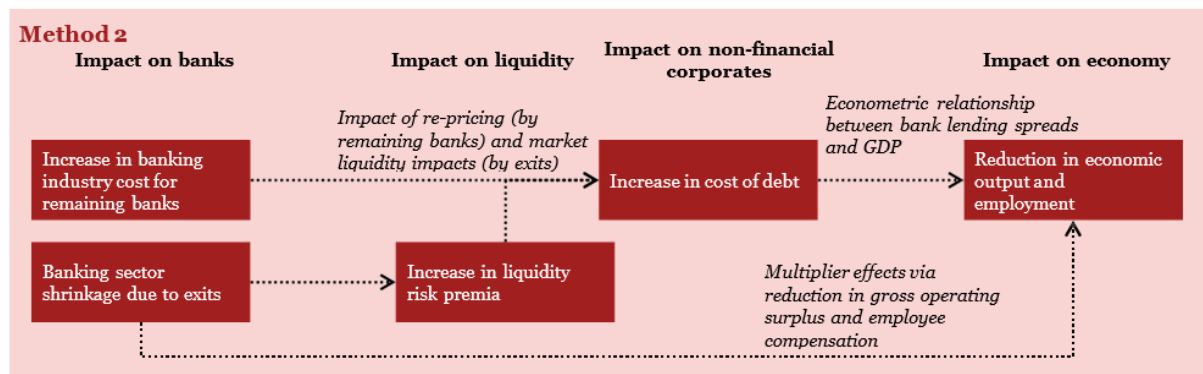 Method 2
Impact on banks
Impact on liquidity
Impact on non-financial
corporates
Impact on economy
Impact of re-pricing (by
remaining banks) and market
liquidity impacts (by exits)
Econometric relationship
between bank lending spreads
and GDP
Increase in banking
industry cost for
remaining banks
Increase in cost of debt
Reduction in economic
output and
employment
Banking sector
shrinkage due to exits
Increase in liquidity
risk premia
Multiplier effects via
reduction in gross operating
surplus and employee
compensation